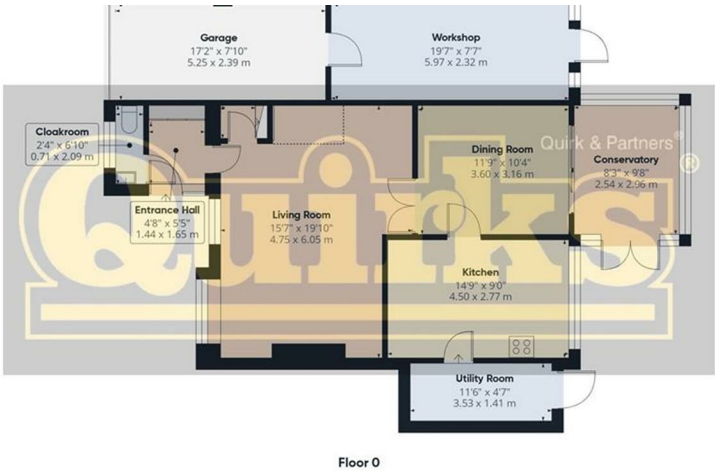 Garage
17'2" x 7'10"
5.25 x 2.39 m
Workshop
19'7" x 7'7"
5.97 x 2.32 m
Cloakroom
2'4" x 6'10"
0.71 x 2.09 m
Entrance Hall
4'8" x 5'5"
1.44 x 1.65 m
Living Room
15'7" x 19'10"
4.75 x 6.05 m
Dining Room
11'9" x 10'4"
3.60 x 3.16 m
Quirk & Partners®
Conservatory
8'3" x 9'8"
2.54 x 2.96 m
Quirks®
Kitchen
14'9" x 9'0"
4.50 x 2.77 m
Utility Room
11'6" x 4'7"
3.53 x 1.41 m
Floor 0